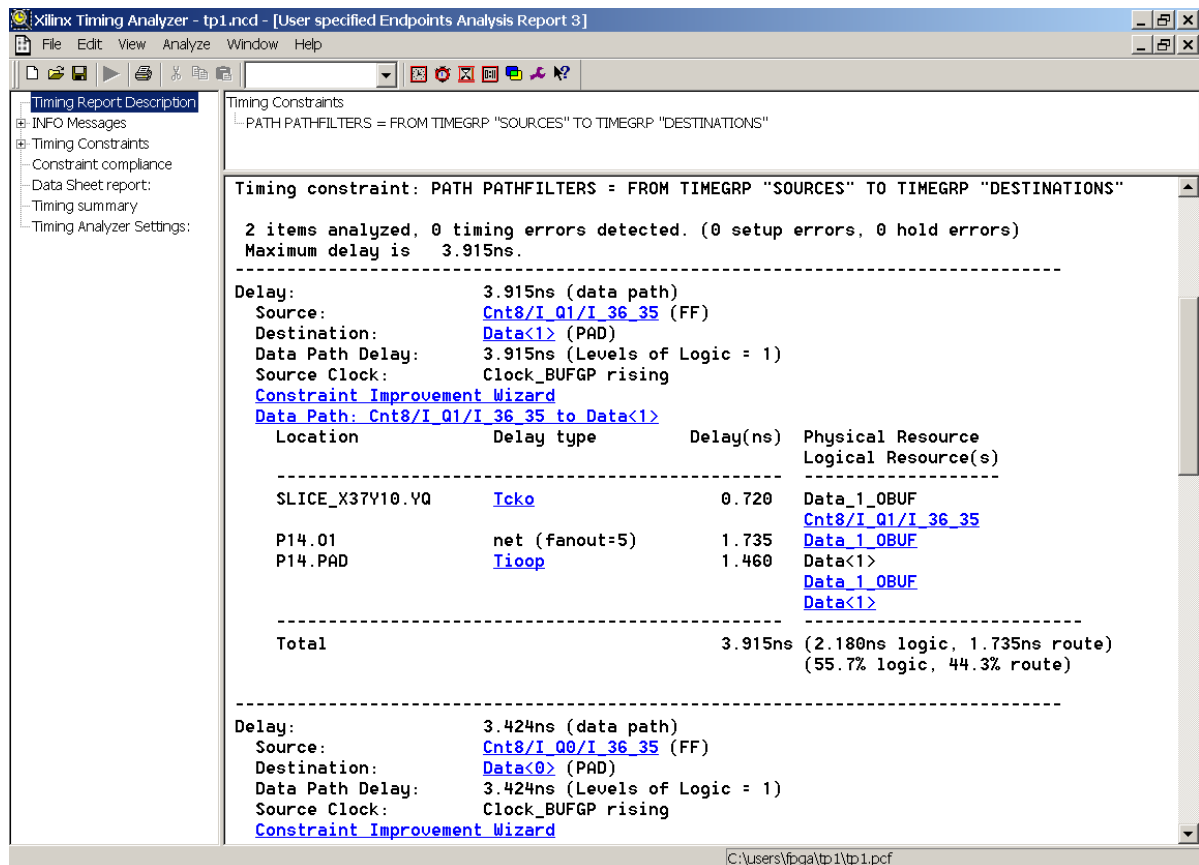 Xilinx Timing Analyzer - tp1.ncd - [User specified Endpoints Analysis Report 3]
File Edit View Analyze Window Help
Timing Report Description
INFO Messages
Timing Constraints
Constraint compliance
Data Sheet report:
Timing summary
Timing Analyzer Settings:
Timing Constraints
PATH PATHFILTERS = FROM TIMEGRP "SOURCES" TO TIMEGRP "DESTINATIONS"
Timing constraint: PATH PATHFILTERS = FROM TIMEGRP "SOURCES" TO TIMEGRP "DESTINATIONS"
2 items analyzed, 0 timing errors detected. (0 setup errors, 0 hold errors)
Maximum delay is 3.915ns.
--------------------------------------------------------------------------------
Delay: 3.915ns (data path)
Source: Cnt8/I_Q1/I_36_35 (FF)
Destination: Data<1> (PAD)
Data Path Delay: 3.915ns (Levels of Logic = 1)
Source Clock: Clock_BUFGP rising
Constraint Improvement Wizard
Data Path: Cnt8/I_Q1/I_36_35 to Data<1>
Location Delay type Delay(ns) Physical Resource
Logical Resource(s)
------------------------------------------------- -------------------
SLICE_X37Y10.YQ Tcko 0.720 Data_1_OBUF
Cnt8/I_Q1/I_36_35
P14.O1 net (fanout=5) 1.735 Data_1_OBUF
P14.PAD Tioop 1.460 Data<1>
Data_1_OBUF
Data<1>
------------------------------------------------- ---------------------------
Total 3.915ns (2.180ns logic, 1.735ns route)
(55.7% logic, 44.3% route)
--------------------------------------------------------------------------------
Delay: 3.424ns (data path)
Source: Cnt8/I_Q0/I_36_35 (FF)
Destination: Data<0> (PAD)
Data Path Delay: 3.424ns (Levels of Logic = 1)
Source Clock: Clock_BUFGP rising
Constraint Improvement Wizard
C:\users\fpga\tp1\tp1.pcf